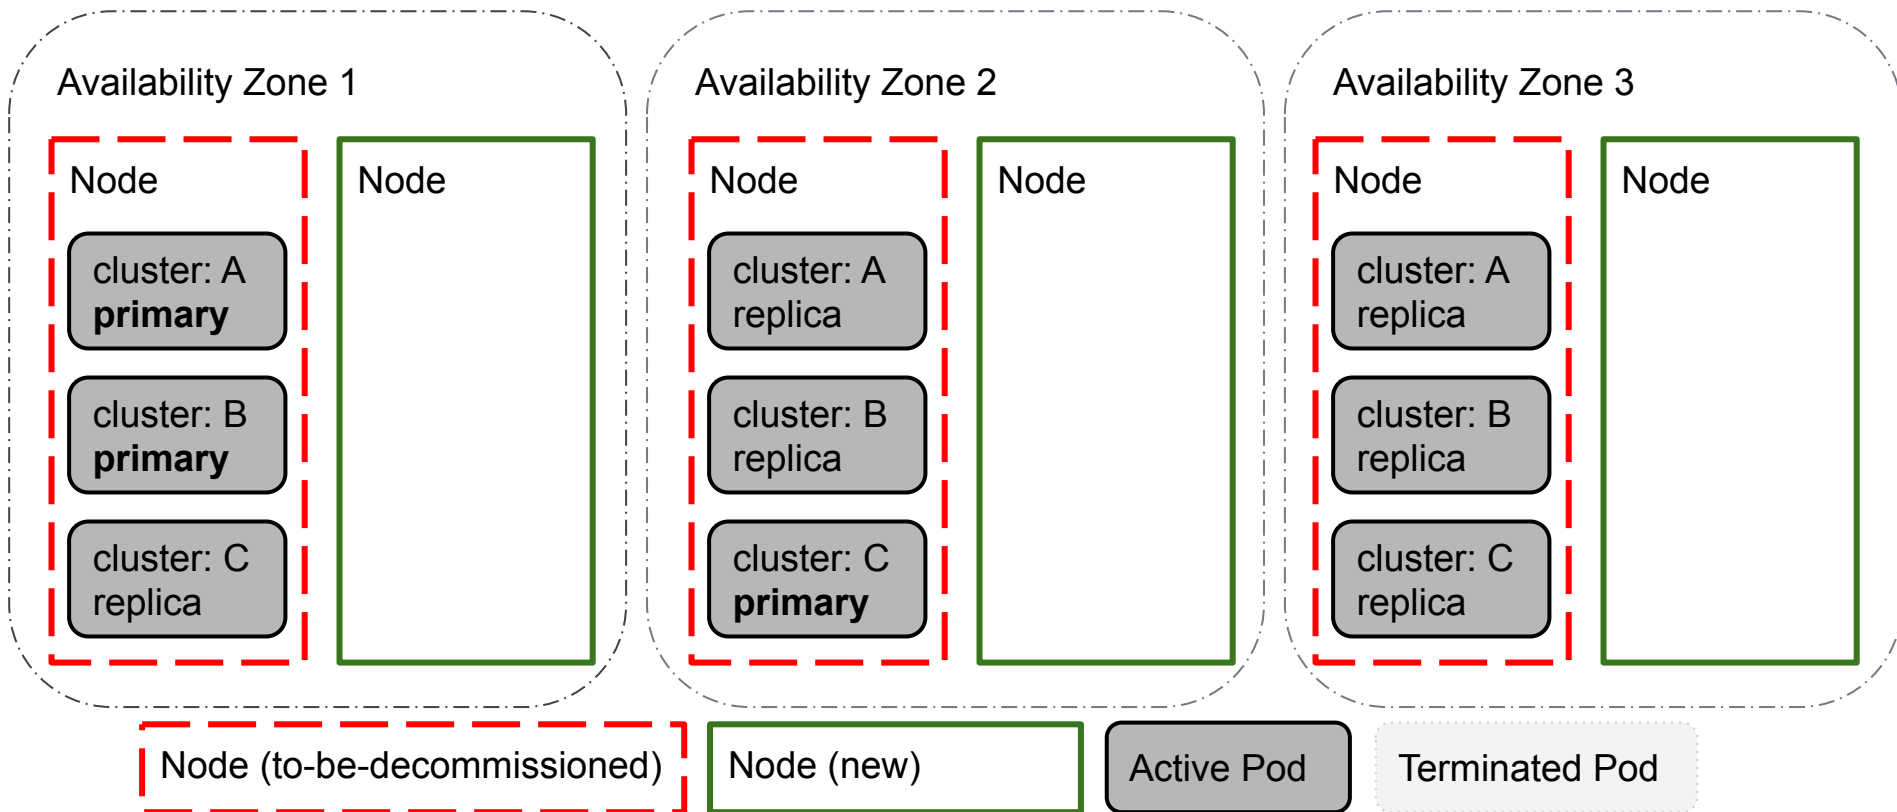 Availability Zone 1
Node
cluster: A
primary
cluster: B
primary
cluster: C
replica
Node
Availability Zone 2
Node
cluster: A
replica
cluster: B
replica
cluster: C
primary
Node
Availability Zone 3
Node
cluster: A
replica
cluster: B
replica
cluster: C
replica
Node
Node (to-be-decommissioned)
Node (new)
Active Pod
Terminated Pod